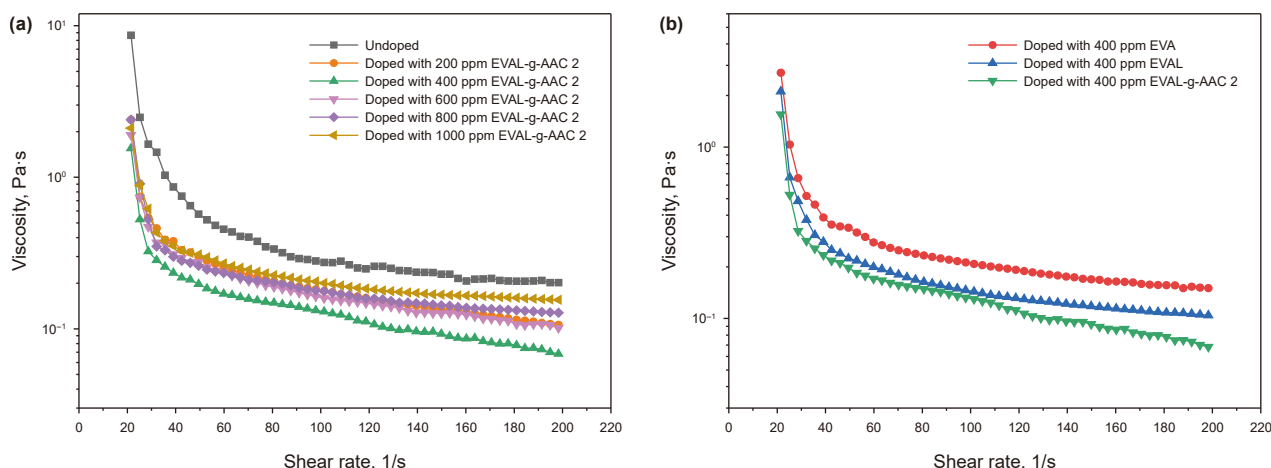 (a)
10¹
10⁰
10⁻¹
Viscosity, Pa·s
Undoped
Doped with 200 ppm EVAL-g-AAC 2
Doped with 400 ppm EVAL-g-AAC 2
Doped with 600 ppm EVAL-g-AAC 2
Doped with 800 ppm EVAL-g-AAC 2
Doped with 1000 ppm EVAL-g-AAC 2
0 20 40 60 80 100 120 140 160 180 200
Shear rate, 1/s
(b)
10⁰
10⁻¹
Viscosity, Pa·s
Doped with 400 ppm EVA
Doped with 400 ppm EVAL
Doped with 400 ppm EVAL-g-AAC 2
0 20 40 60 80 100 120 140 160 180 200
Shear rate, 1/s